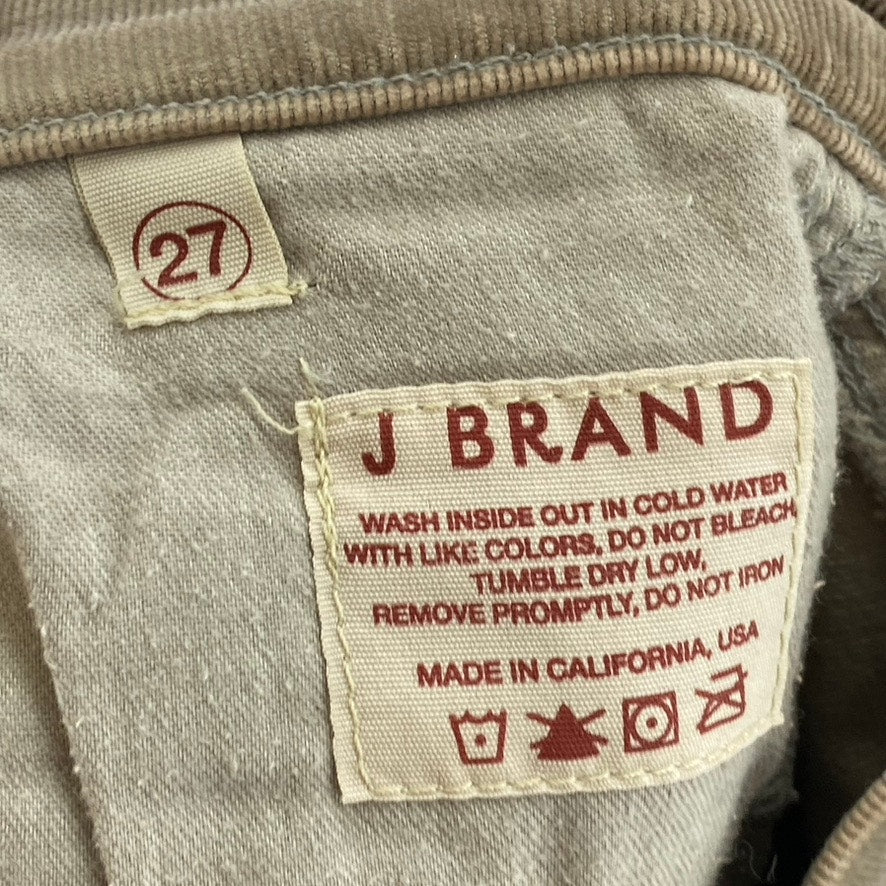 27
J BRAND
WASH INSIDE OUT IN COLD WATER
WITH LIKE COLORS, DO NOT BLEACH,
TUMBLE DRY LOW,
REMOVE PROMPTLY, DO NOT IRON
MADE IN CALIFORNIA, USA